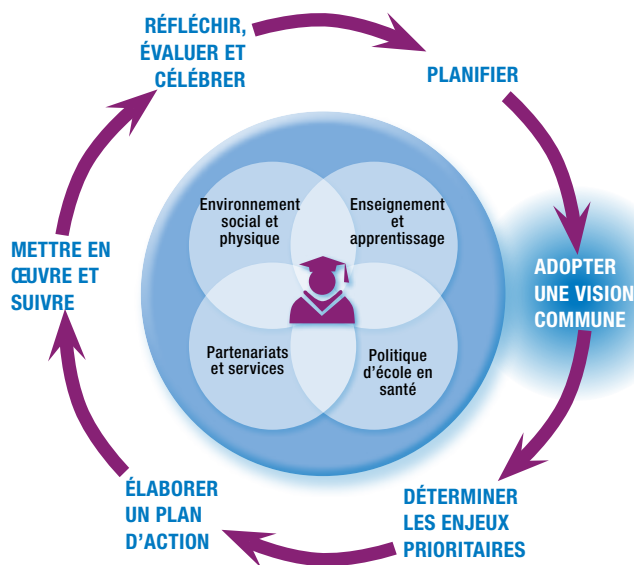 RÉFLÉCHIR,
ÉVALUER ET
CÉLÉBRER
PLANIFIER
ADOPTER
UNE VISION
COMMUNE
DÉTERMINER
LES ENJEUX
PRIORITAIRES
ÉLABORER
UN PLAN
D'ACTION
METTRE EN
ŒUVRE ET
SUIVRE
Environnement
social et
physique
Enseignement
et
apprentissage
Partenariats
et services
Politique
d'école en
santé